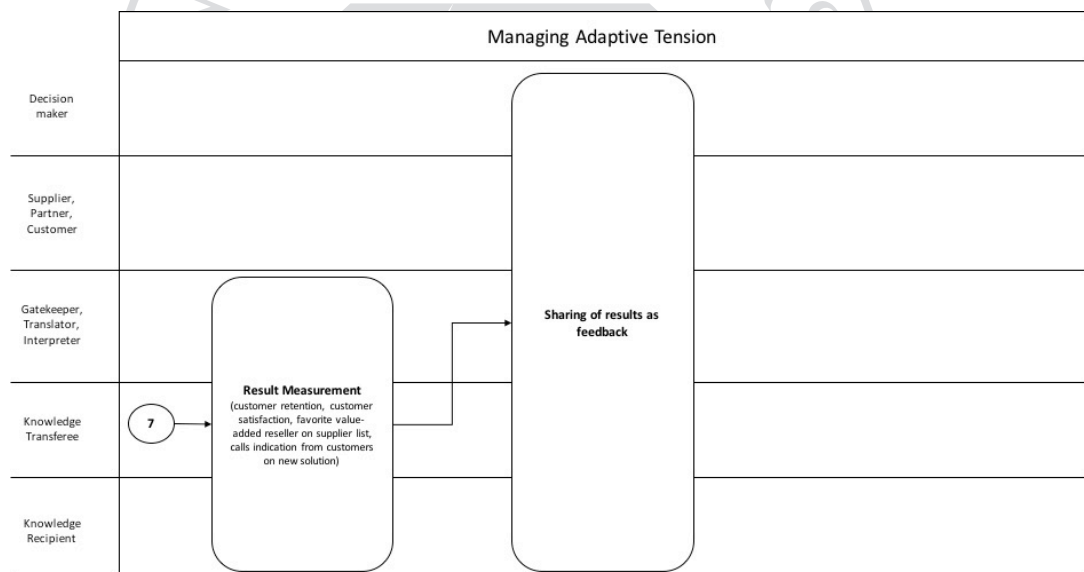 Managing Adaptive Tension
Decision
maker
Supplier,
Partner,
Customer
Gatekeeper,
Translator,
Interpreter
Sharing of results as
feedback
Result Measurement
(customer retention, customer
satisfaction, favorite value-
added reseller on supplier list,
calls indication from customers
on new solution)
Knowledge
Transferee
7
Knowledge
Recipient